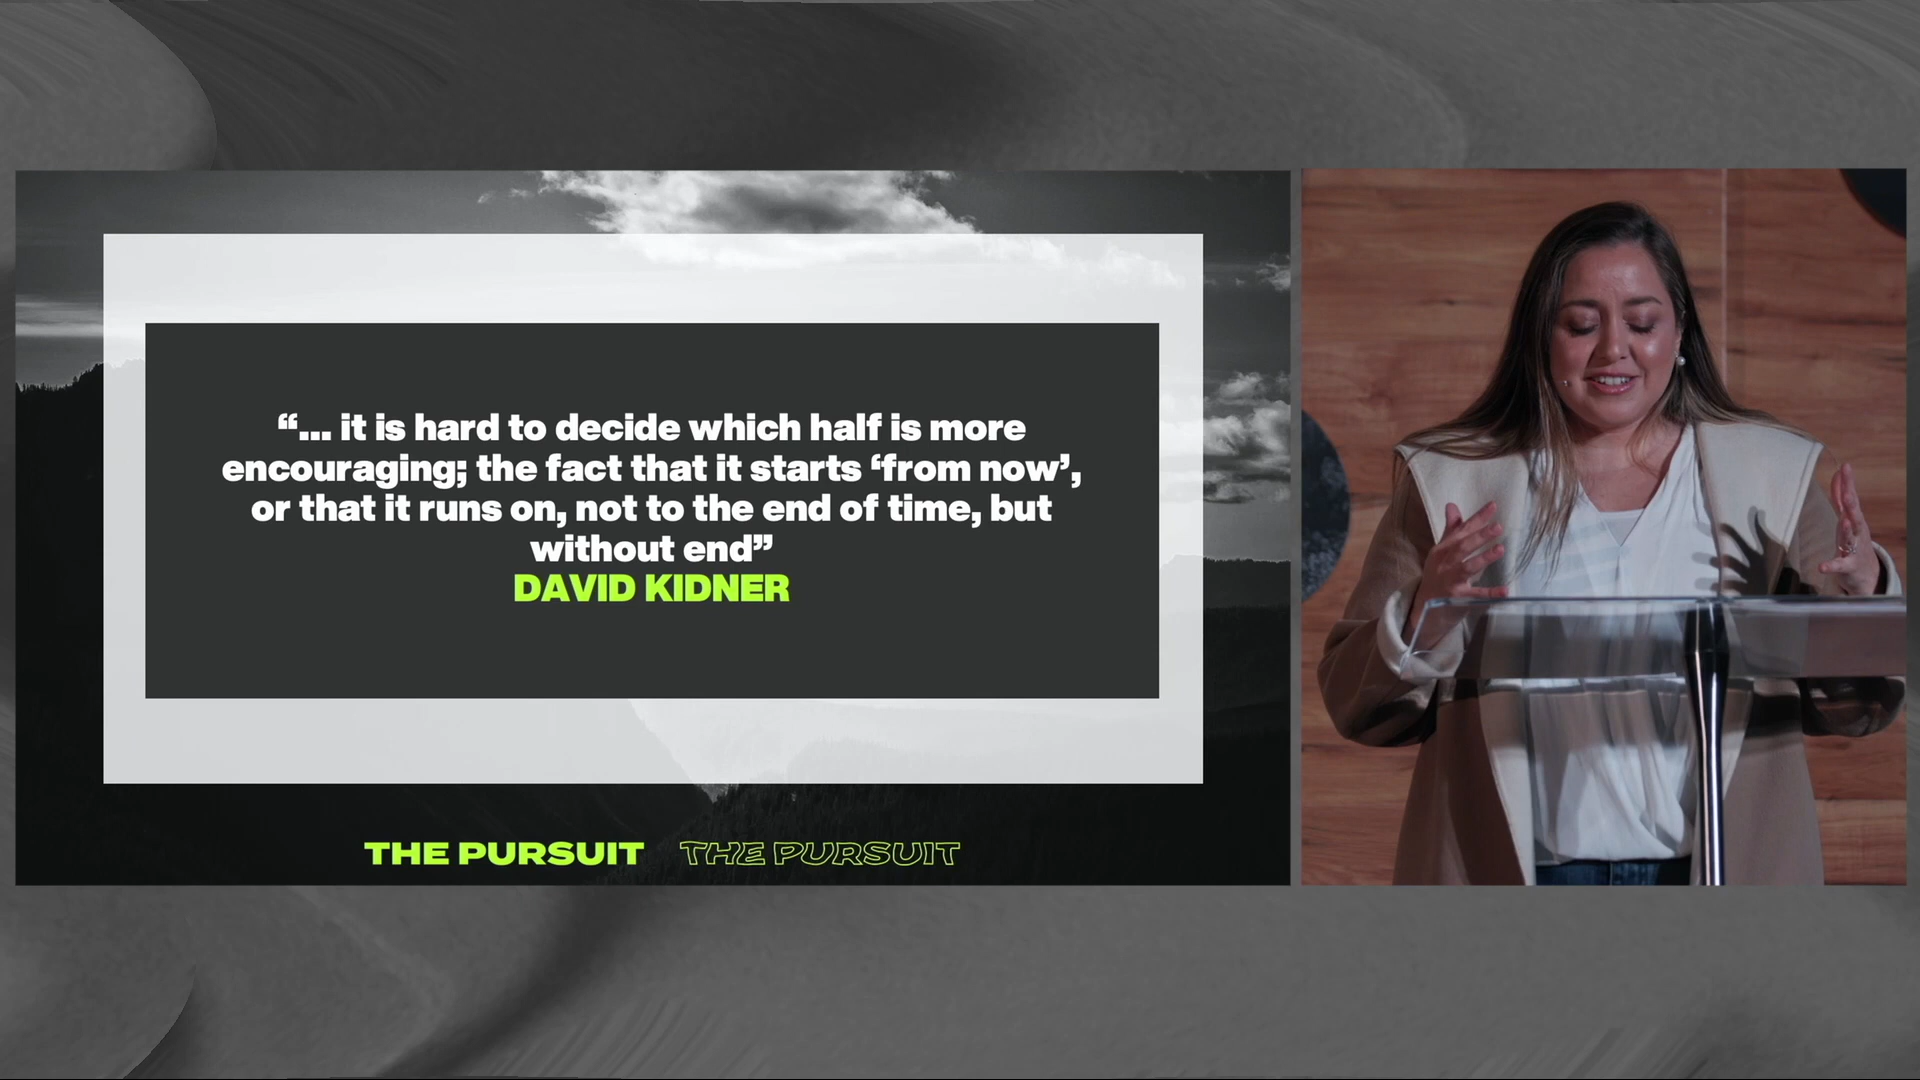 “... it is hard to decide which half is more
encouraging; the fact that it starts ‘from now’,
or that it runs on, not to the end of time, but
without end”
DAVID KIDNER
THE PURSUIT THE PURSUIT